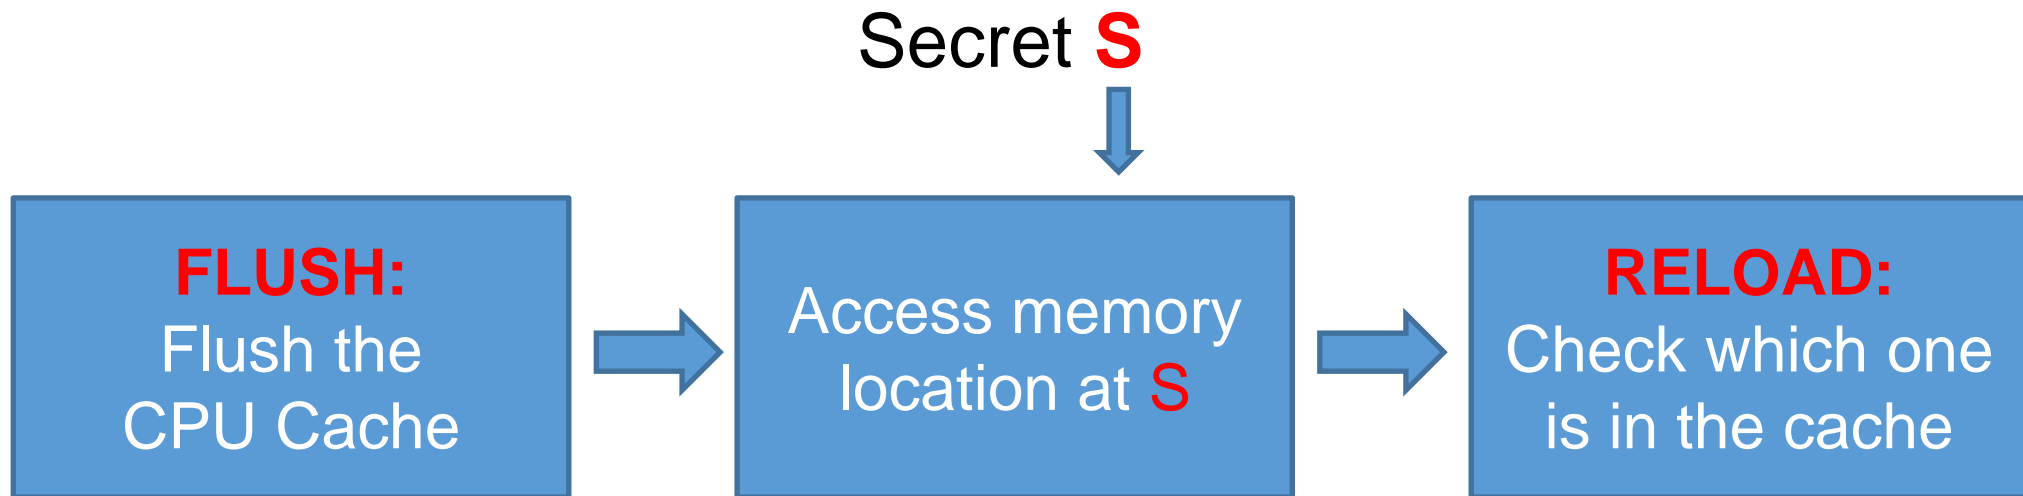 Secret S
FLUSH:
Flush the
CPU Cache
Access memory
location at S
RELOAD:
Check which one
is in the cache